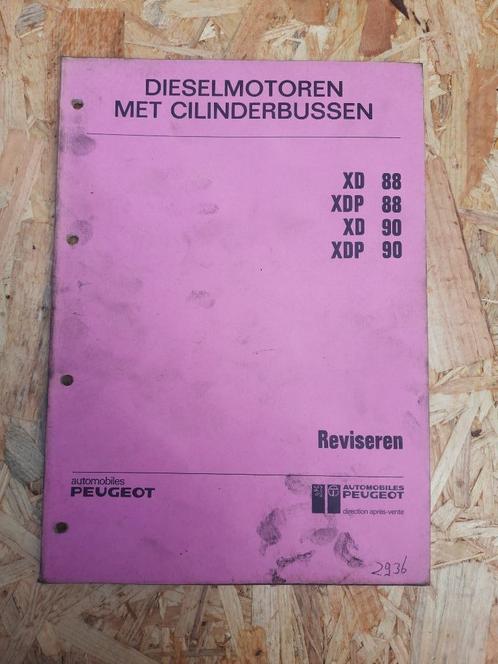 DIESELMOTOREN
MET CILINDERBUSSEN
XD 88
XDP 88
XD 90
XDP 90
Reviseren
automobiles
PEUGEOT
AUTOMOBILES
PEUGEOT
direction après-vente
2936